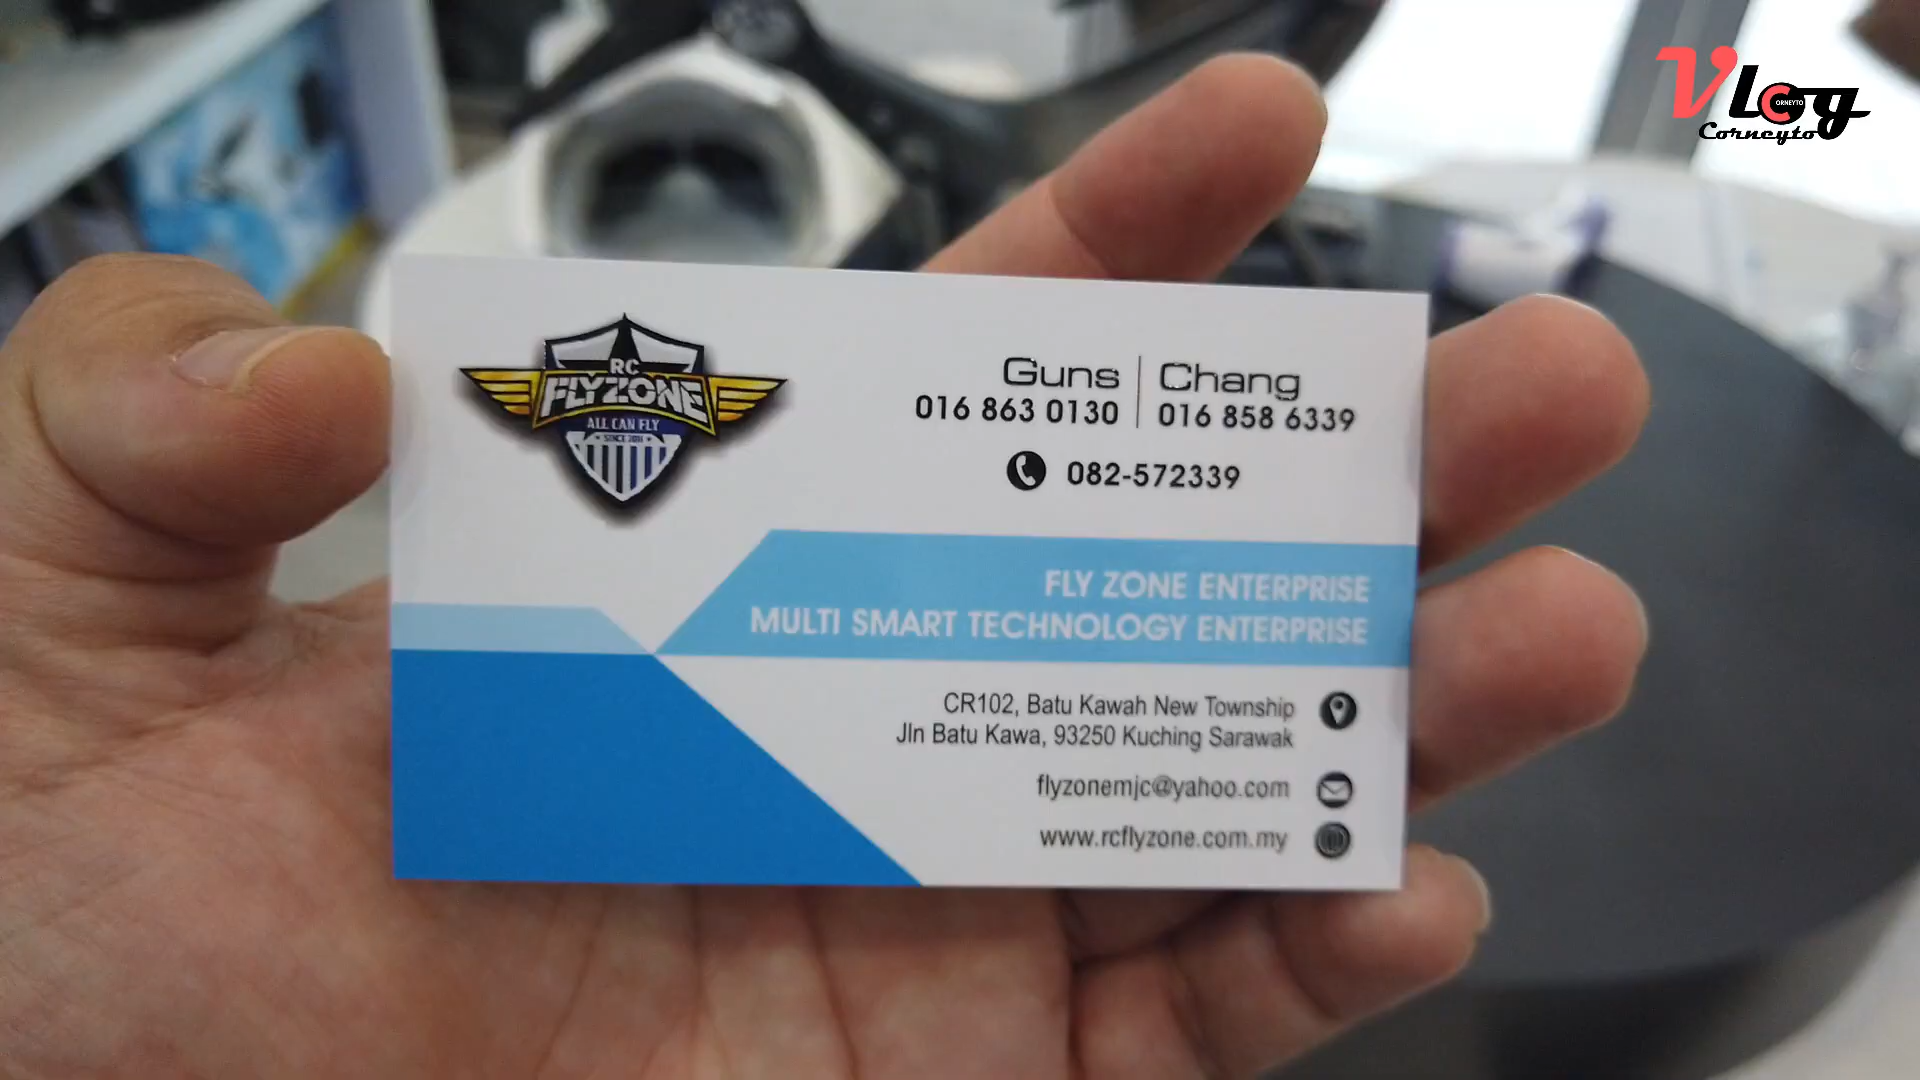 Vlog
CORNEYTO
Corneyto
RC
FLYZONE
ALL CAN FLY
SINCE 2011
Guns | Chang
016 863 0130 | 016 858 6339
082-572339
FLY ZONE ENTERPRISE
MULTI SMART TECHNOLOGY ENTERPRISE
CR102, Batu Kawah New Township
Jln Batu Kawa, 93250 Kuching Sarawak
flyzonemjc@yahoo.com
www.rcflyzone.com.my